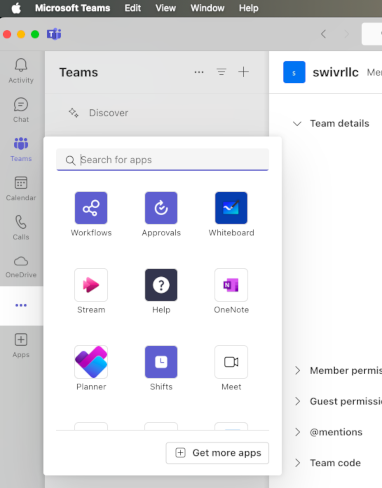 Microsoft Teams Edit View Window Help
Activity
Chat
Teams
Calendar
Calls
OneDrive
Apps
Teams
Discover
Search for apps
Workflows Approvals Whiteboard
Stream Help OneNote
Planner Shifts Meet
Get more apps
s swivrllc Me
Team details
Member permis
Guest permissi
@mentions
Team code